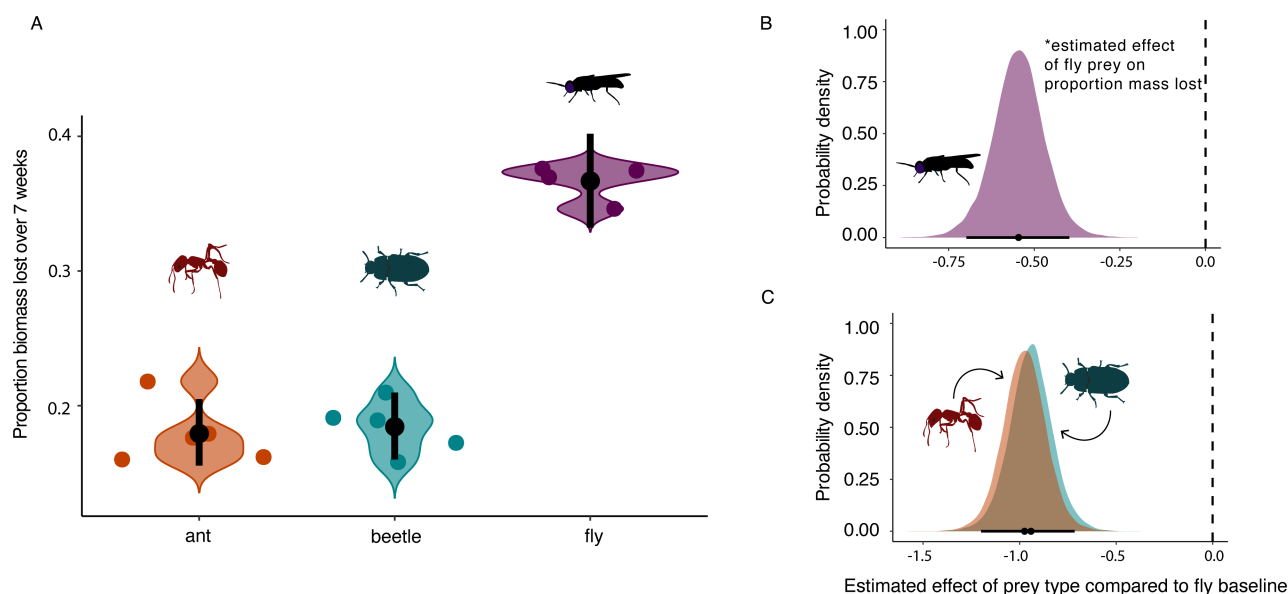 A
Proportion biomass lost over 7 weeks
0.4
0.3
0.2
ant
beetle
fly
B
Probability density
1.00
0.75
0.50
0.25
0.00
*estimated effect
of fly prey on
proportion mass lost
-0.75
-0.50
-0.25
0.0
C
Probability density
1.00
0.75
0.50
0.25
0.00
-1.5
-1.0
-0.5
0.0
Estimated effect of prey type compared to fly baseline